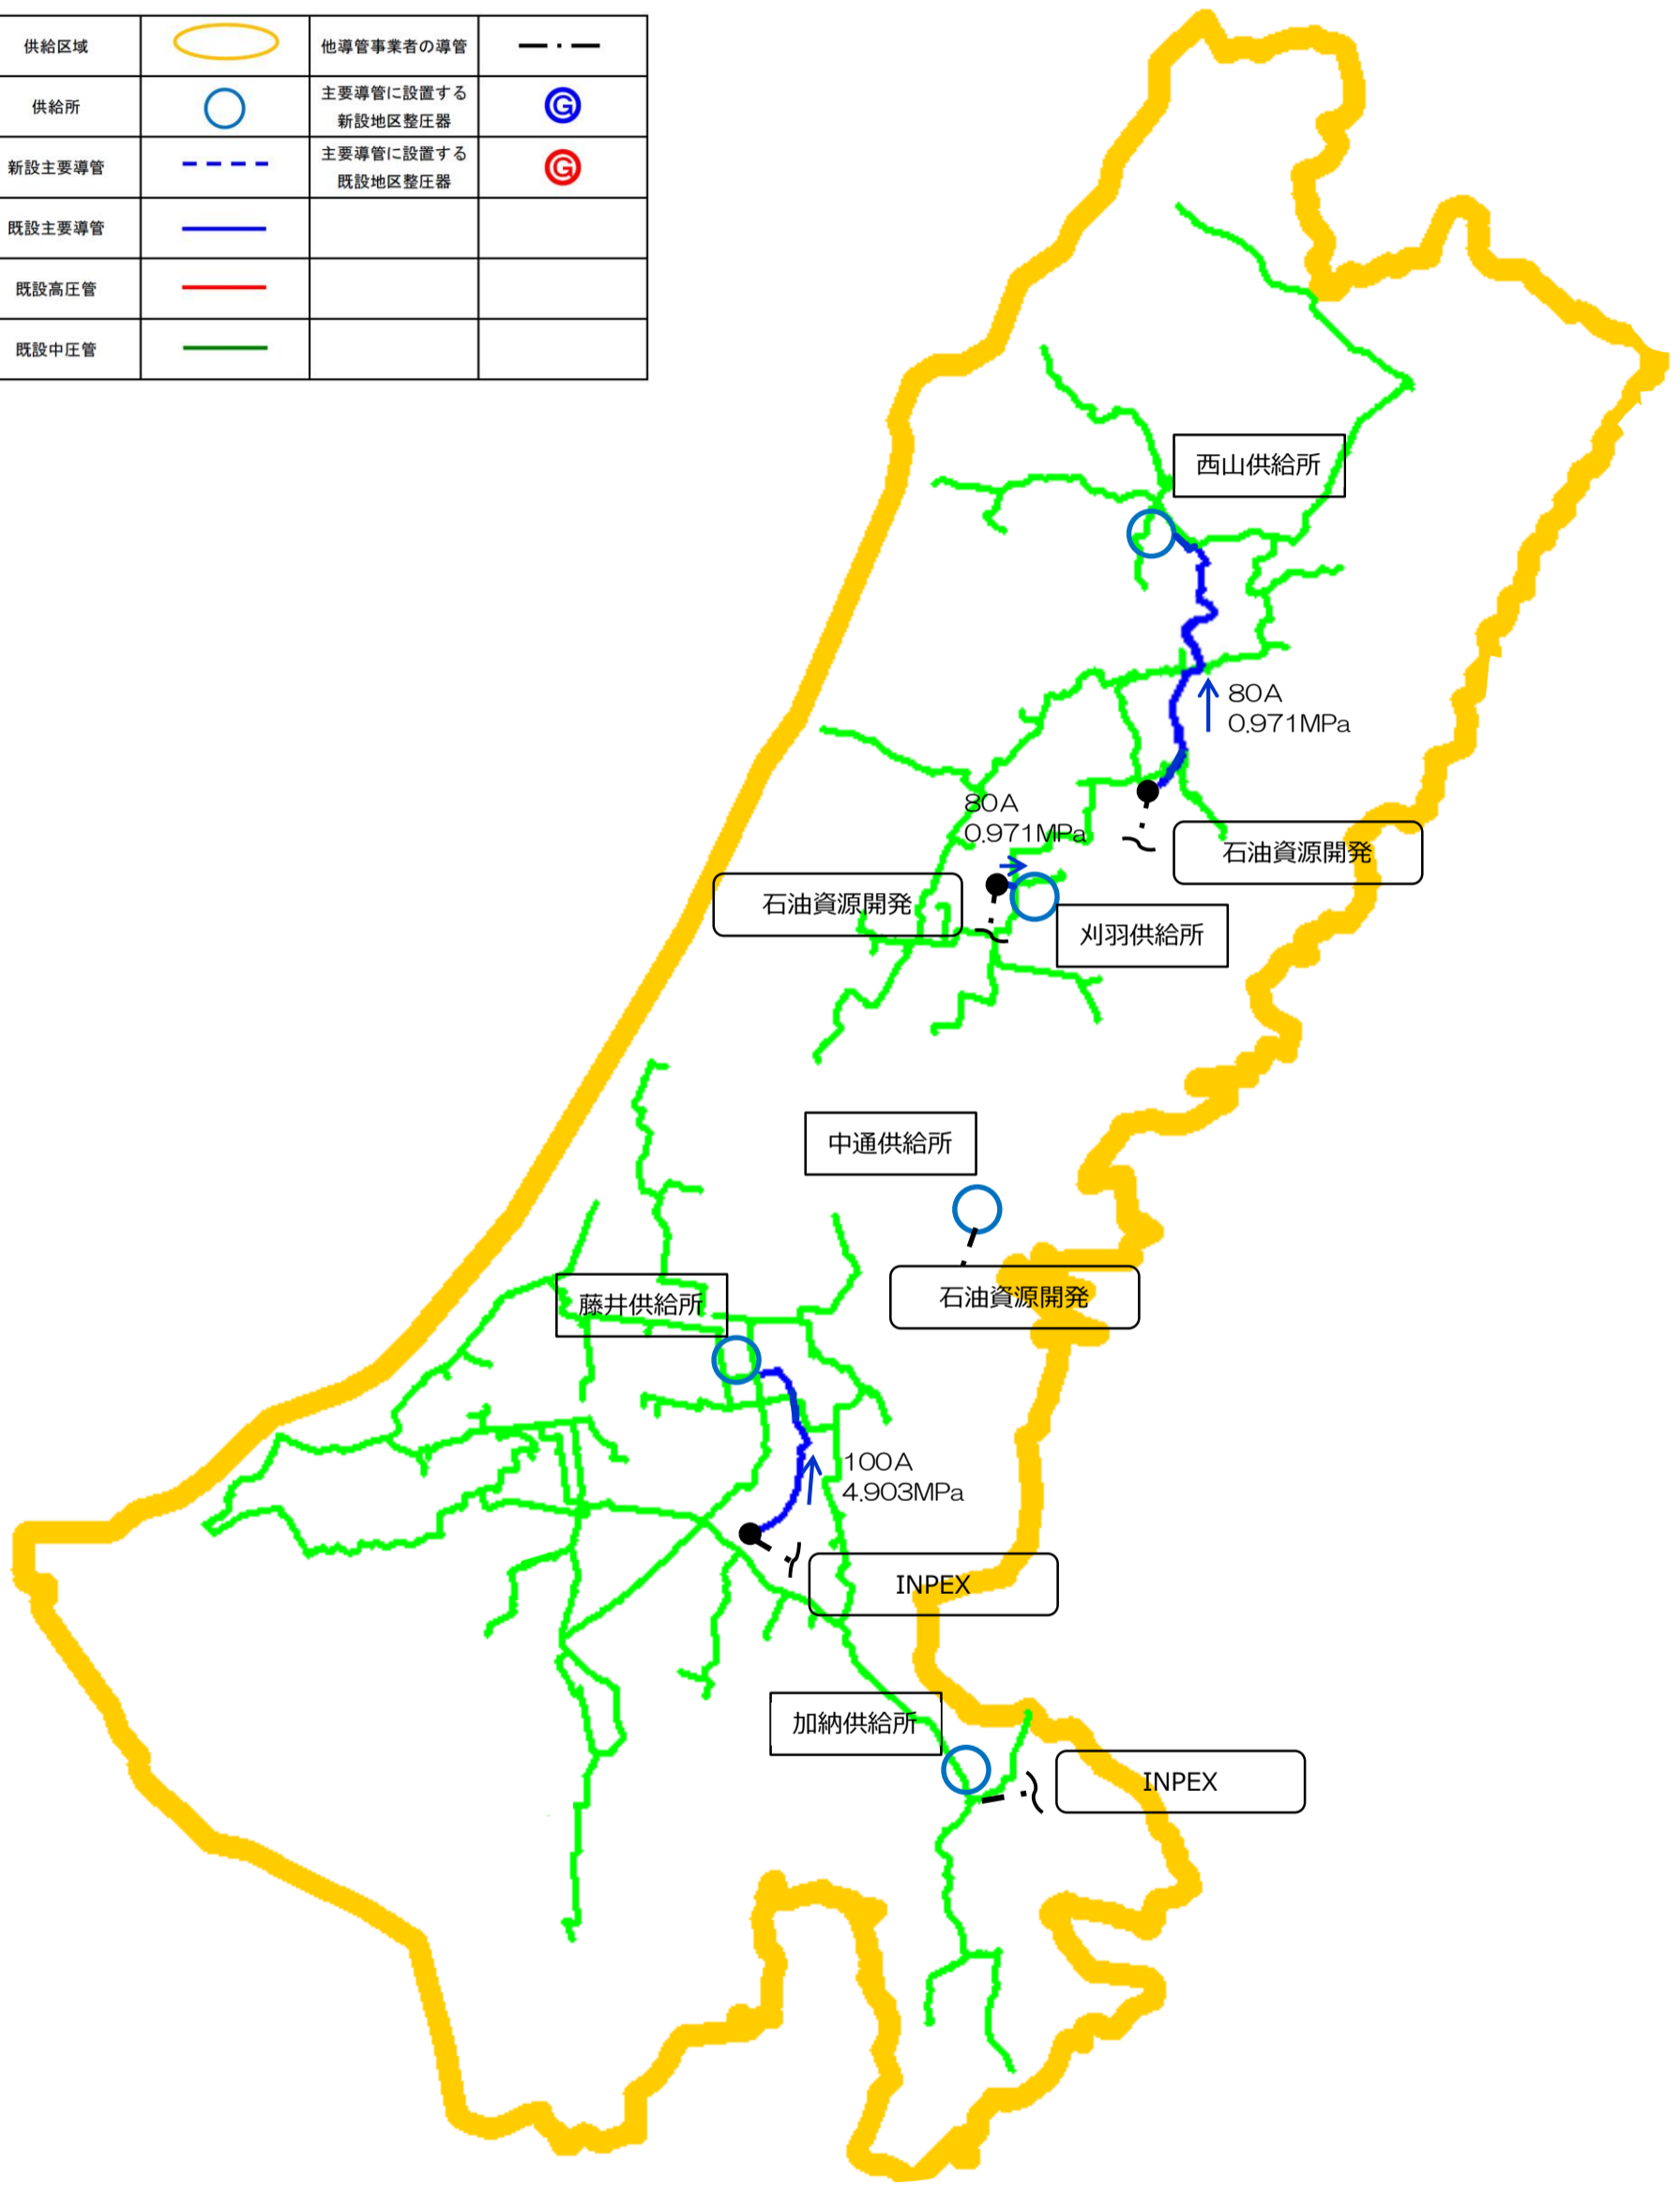 供給区域
他導管事業者の導管
供給所
主要導管に設置する
新設地区整圧器
G
新設主要導管
主要導管に設置する
既設地区整圧器
G
既設主要導管
既設高圧管
既設中圧管
西山供給所
80A
0.971MPa
80A
0.971MPa
石油資源開発
石油資源開発
刈羽供給所
中通供給所
石油資源開発
藤井供給所
100A
4.903MPa
INPEX
加納供給所
INPEX